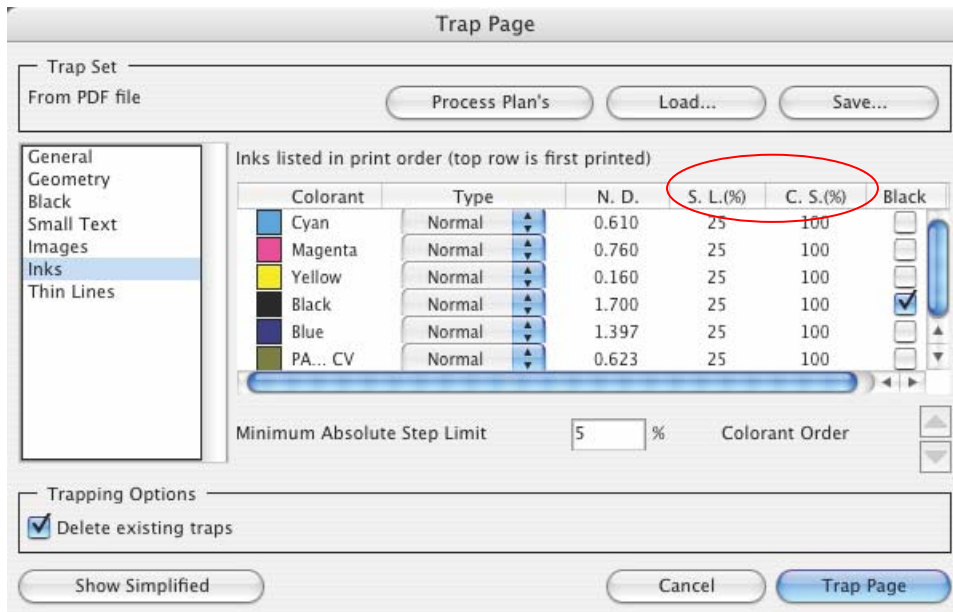 Trap Page
Trap Set
From PDF file
Process Plan's Load... Save...
General
Geometry
Black
Small Text
Images
Inks
Thin Lines
Inks listed in print order (top row is first printed)
Colorant Type N. D. S. L.(%) C. S.(%) Black
Cyan Normal 0.610 25 100
Magenta Normal 0.760 25 100
Yellow Normal 0.160 25 100
Black Normal 1.700 25 100
Blue Normal 1.397 25 100
PA... CV Normal 0.623 25 100
Minimum Absolute Step Limit 5 % Colorant Order
Trapping Options
Delete existing traps
Show Simplified Cancel Trap Page